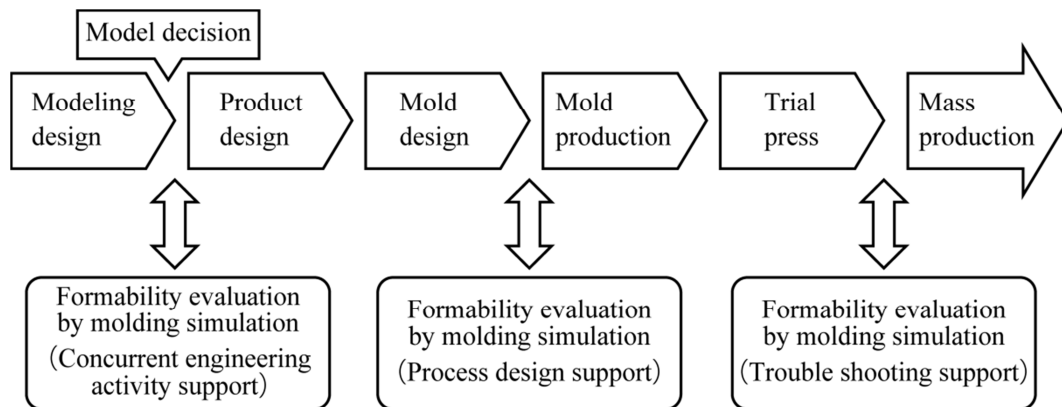 Model decision
Modeling
design
Product
design
Mold
design
Mold
production
Trial
press
Mass
production
Formability evaluation
by molding simulation
(Concurrent engineering
activity support)
Formability evaluation
by molding simulation
(Process design support)
Formability evaluation
by molding simulation
(Trouble shooting support)